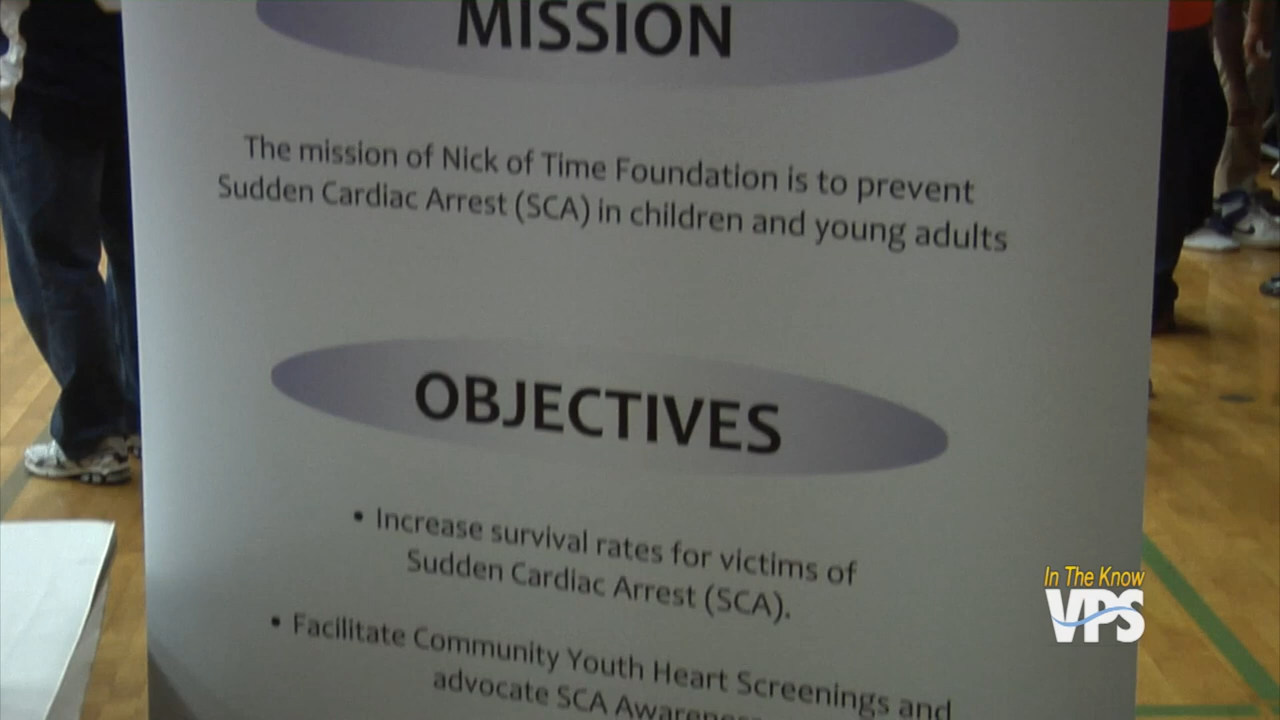 MISSION
The mission of Nick of Time Foundation is to prevent
Sudden Cardiac Arrest (SCA) in children and young adults
OBJECTIVES
• Increase survival rates for victims of
Sudden Cardiac Arrest (SCA).
• Facilitate Community Youth Heart Screenings and
advocate SCA
In The Know
VPS